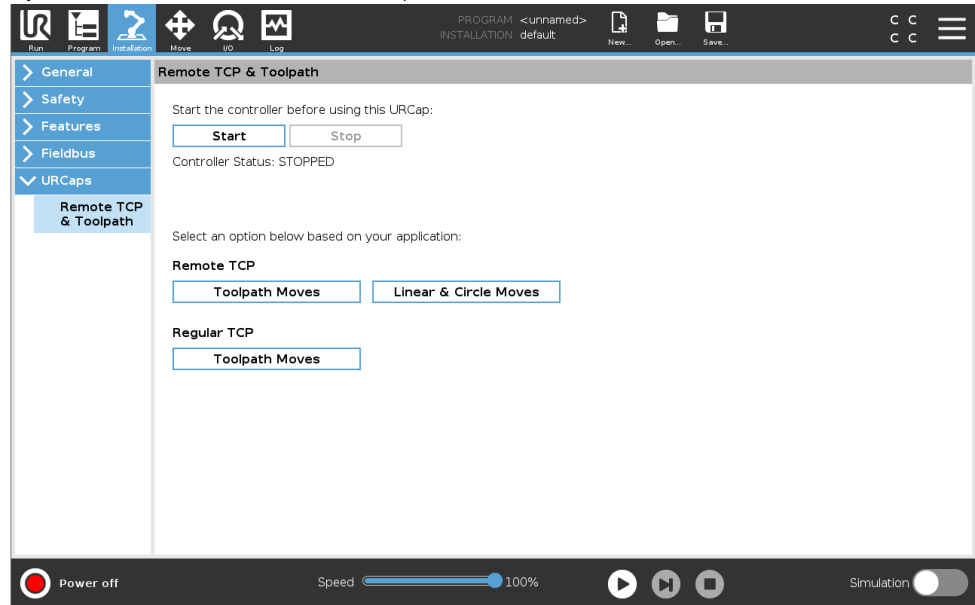 UR
PROGRAM <unnamed>
INSTALLATION default
C C
C C
Run Program Installation Move I/O Log New... Open... Save...
General
Safety
Features
Fieldbus
URCaps
Remote TCP
& Toolpath
Remote TCP & Toolpath
Start the controller before using this URCap:
Start Stop
Controller Status: STOPPED
Select an option below based on your application:
Remote TCP
Toolpath Moves Linear & Circle Moves
Regular TCP
Toolpath Moves
Power off Speed 100% Simulation